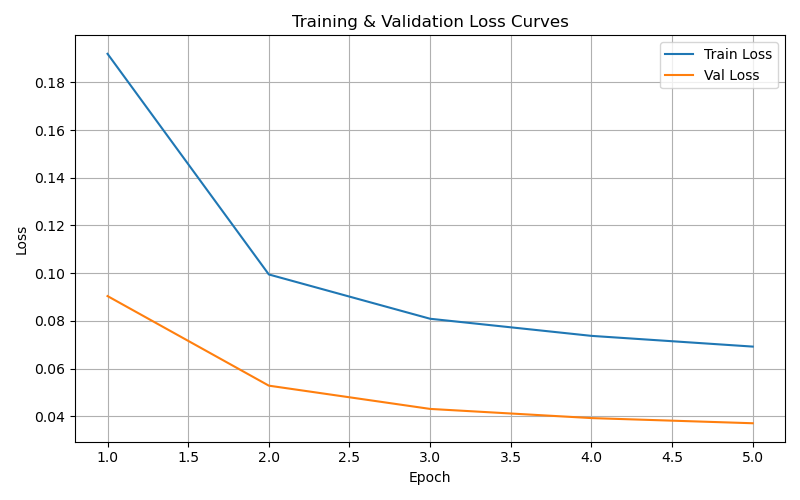 Training & Validation Loss Curves
Train Loss
Val Loss
Loss
0.18
0.16
0.14
0.12
0.10
0.08
0.06
0.04
1.0 1.5 2.0 2.5 3.0 3.5 4.0 4.5 5.0
Epoch